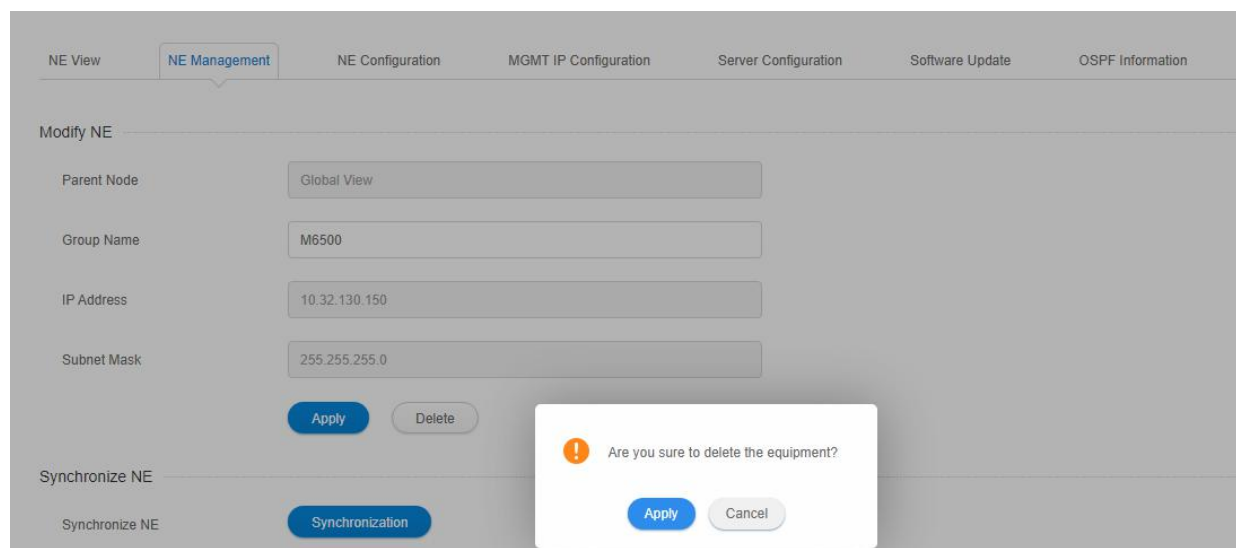 NE View NE Management NE Configuration MGMT IP Configuration Server Configuration Software Update OSPF Information
Modify NE
Parent Node Global View
Group Name M6500
IP Address 10.32.130.150
Subnet Mask 255.255.255.0
Apply Delete
Are you sure to delete the equipment?
Synchronize NE
Apply Cancel
Synchronize NE Synchronization